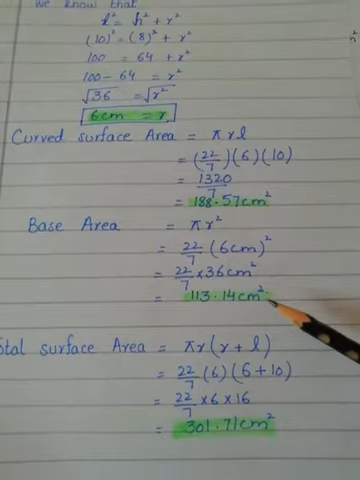 We know that
l² = h² + r²
(10)² = (8)² + r²
100 = 64 + r²
100 - 64 = r²
√36 = √r²
6cm = r
Curved surface Area = πrl
= (22/7)(6)(10)
= 1320/7
= 188.57cm²
Base Area = πr²
= 22/7 (6cm)²
= 22/7 × 36cm²
= 113.14cm²
otal surface Area = πr(r + l)
= 22/7 (6)(6+10)
= 22/7 × 6 × 16
= 301.71cm²